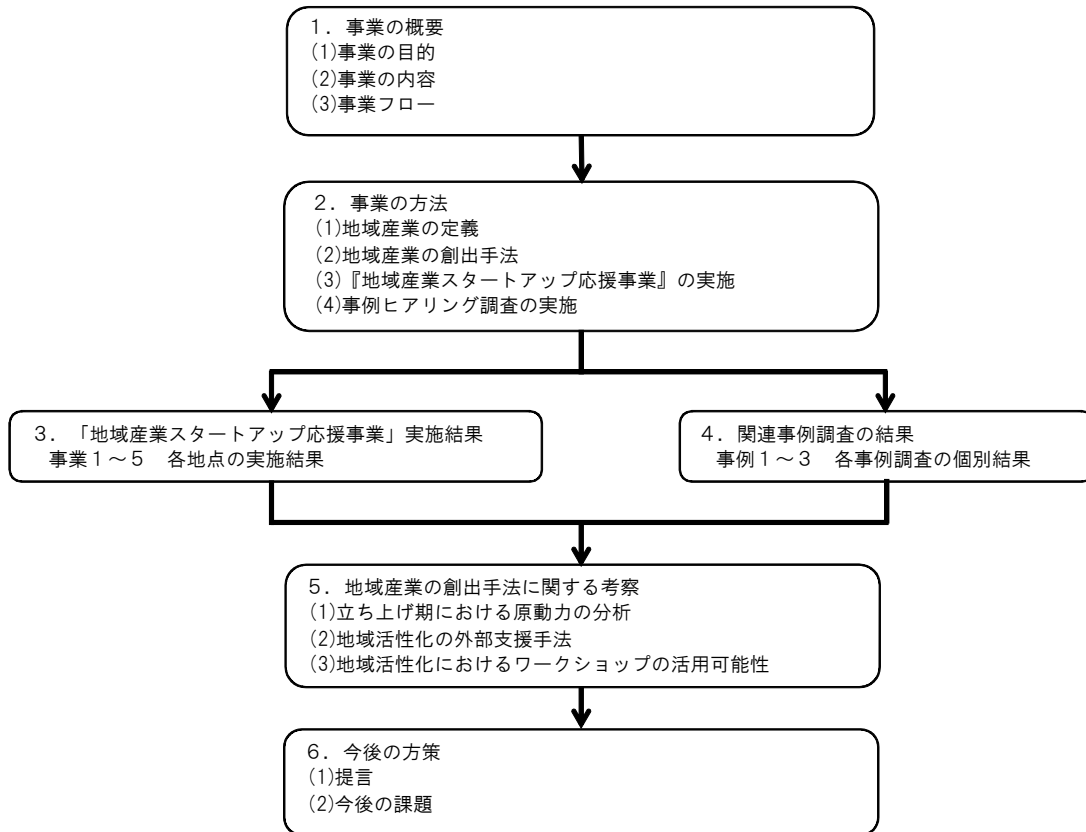 １．事業の概要
(1)事業の目的
(2)事業の内容
(3)事業フロー
２．事業の方法
(1)地域産業の定義
(2)地域産業の創出手法
(3)『地域産業スタートアップ応援事業』の実施
(4)事例ヒアリング調査の実施
３．「地域産業スタートアップ応援事業」実施結果
事業１～５　各地点の実施結果
４．関連事例調査の結果
事例１～３　各事例調査の個別結果
５．地域産業の創出手法に関する考察
(1)立ち上げ期における原動力の分析
(2)地域活性化の外部支援手法
(3)地域活性化におけるワークショップの活用可能性
６．今後の方策
(1)提言
(2)今後の課題